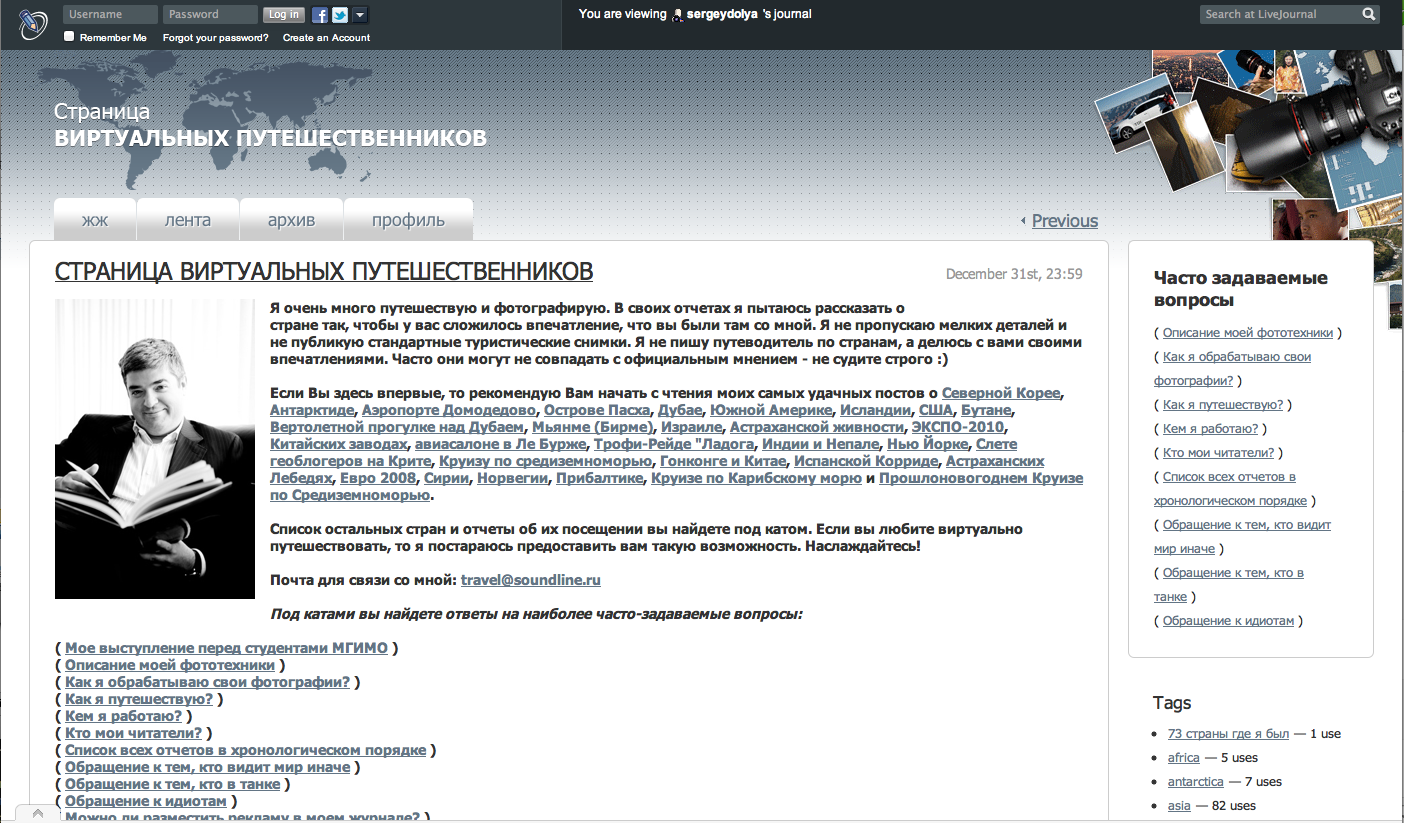 Username
Password
Log in
Remember Me
Forgot your password?
Create an Account
You are viewing sergeydolya 's journal
Search at LiveJournal
Страница
ВИРТУАЛЬНЫХ ПУТЕШЕСТВЕННИКОВ
жж
лента
архив
профиль
Previous
СТРАНИЦА ВИРТУАЛЬНЫХ ПУТЕШЕСТВЕННИКОВ
December 31st, 23:59
Я очень много путешествую и фотографирую. В своих отчетах я пытаюсь рассказать о
стране так, чтобы у вас сложилось впечатление, что вы были там со мной. Я не пропускаю мелких деталей и
не публикую стандартные туристические снимки. Я не пишу путеводитель по странам, а делюсь с вами своими
впечатлениями. Часто они могут не совпадать с официальным мнением - не судите строго :)
Если Вы здесь впервые, то рекомендую Вам начать с чтения моих самых удачных постов о Северной Корее,
Антарктиде, Аэропорте Домодедово, Острове Пасха, Дубае, Южной Америке, Исландии, США, Бутане,
Вертолетной прогулке над Дубаем, Мьянме (Бирме), Израиле, Астраханской живности, ЭКСПО-2010,
Китайских заводах, авиасалоне в Ле Бурже, Трофи-Рейде "Ладога, Индии и Непале, Нью Йорке, Слете
геоблогеров на Крите, Круизу по средиземноморью, Гонконге и Китае, Испанской Корриде, Астраханских
Лебедях, Евро 2008, Сирии, Норвегии, Прибалтике, Круизе по Карибскому морю и Прошлоновогоднем Круизе
по Средиземноморью.
Список остальных стран и отчеты об их посещении вы найдете под катом. Если вы любите виртуально
путешествовать, то я постараюсь предоставить вам такую возможность. Наслаждайтесь!
Почта для связи со мной: travel@soundline.ru
Под катами вы найдете ответы на наиболее часто-задаваемые вопросы:
( Мое выступление перед студентами МГИМО )
( Описание моей фототехники )
( Как я обрабатываю свои фотографии? )
( Как я путешествую? )
( Кем я работаю? )
( Кто мои читатели? )
( Список всех отчетов в хронологическом порядке )
( Обращение к тем, кто видит мир иначе )
( Обращение к тем, кто в танке )
( Обращение к идиотам )
( Можно ли разместить рекламу в моем журнале? )
Часто задаваемые
вопросы
( Описание моей фототехники )
( Как я обрабатываю свои
фотографии? )
( Как я путешествую? )
( Кем я работаю? )
( Кто мои читатели? )
( Список всех отчетов в
хронологическом порядке )
( Обращение к тем, кто видит
мир иначе )
( Обращение к тем, кто в
танке )
( Обращение к идиотам )
Tags
73 страны где я был — 1 use
africa — 5 uses
antarctica — 7 uses
asia — 82 uses